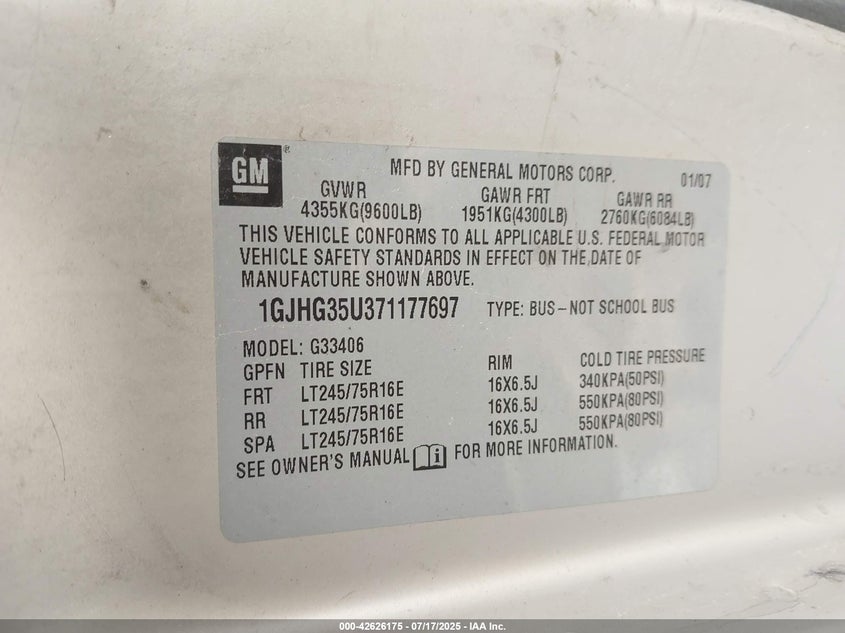 GM ®
MFD BY GENERAL MOTORS CORP. 01/07
GVWR GAWR FRT GAWR RR
4355KG(9600LB) 1951KG(4300LB) 2760KG(6084LB)
THIS VEHICLE CONFORMS TO ALL APPLICABLE U.S. FEDERAL MOTOR
VEHICLE SAFETY STANDARDS IN EFFECT ON THE DATE OF
MANUFACTURE SHOWN ABOVE.
1GJHG35U371177697 TYPE: BUS – NOT SCHOOL BUS
MODEL: G33406
GPFN TIRE SIZE RIM COLD TIRE PRESSURE
FRT LT245/75R16E 16X6.5J 340KPA(50PSI)
RR LT245/75R16E 16X6.5J 550KPA(80PSI)
SPA LT245/75R16E 16X6.5J 550KPA(80PSI)
SEE OWNER'S MANUAL i FOR MORE INFORMATION.
000-42626175 - 07/17/2025 - IAA Inc.